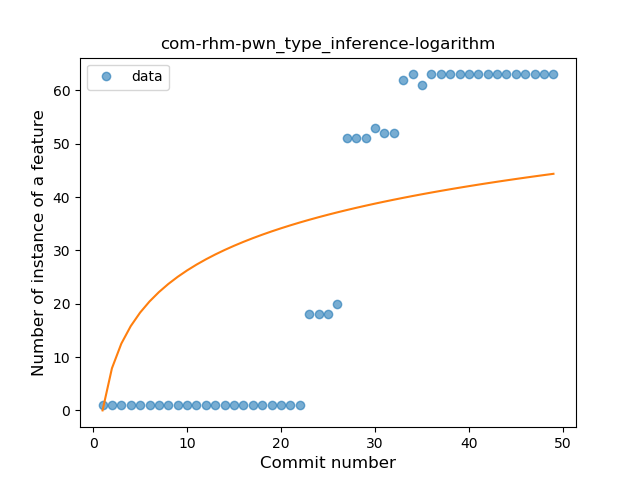 com-rhm-pwn_type_inference-logarithm
data
Number of instance of a feature
60
50
40
30
20
10
0
0 10 20 30 40 50
Commit number